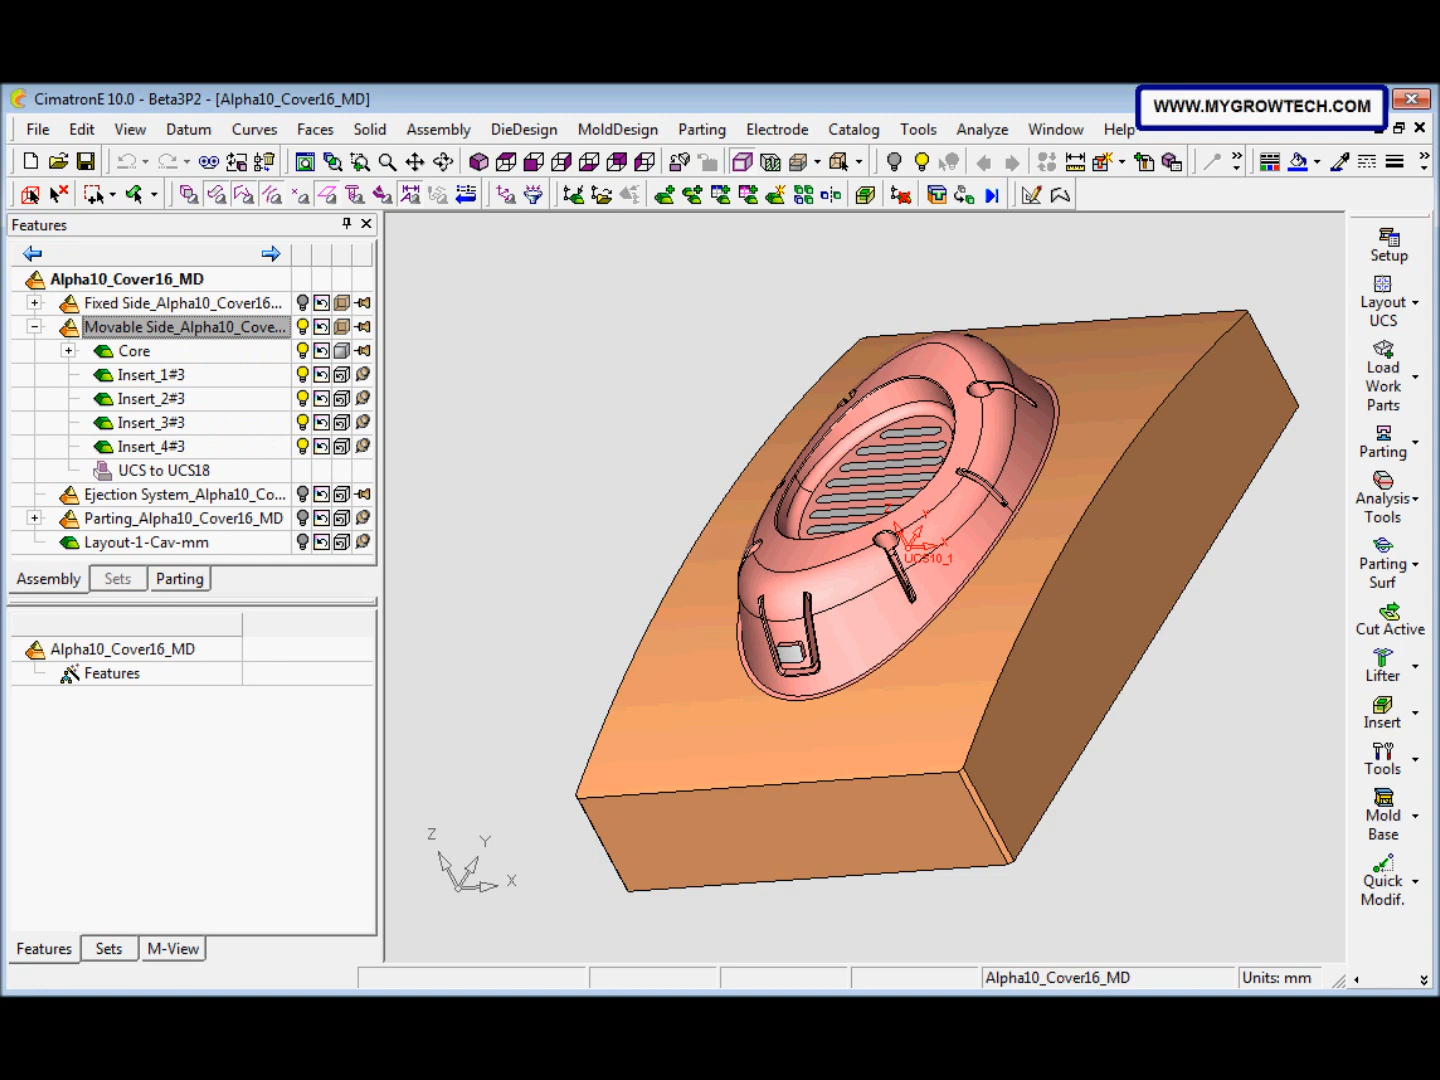 CimatronE 10.0 - Beta3P2 - [Alpha10_Cover16_MD]
WWW.MYGROWTECH.COM
File Edit View Datum Curves Faces Solid Assembly DieDesign MoldDesign Parting Electrode Catalog Tools Analyze Window Help
Features
Alpha10_Cover16_MD
Fixed Side_Alpha10_Cover16...
Movable Side_Alpha10_Cove...
Core
Insert_1#3
Insert_2#3
Insert_3#3
Insert_4#3
UCS to UCS18
Ejection System_Alpha10_Co...
Parting_Alpha10_Cover16_MD
Layout-1-Cav-mm
Assembly Sets Parting
Alpha10_Cover16_MD
Features
Features Sets M-View
Z
Y
X
UCS10_1
Z
Y
X
Setup
Layout
UCS
Load
Work
Parts
Parting
Analysis
Tools
Parting
Surf
Cut Active
Lifter
Insert
Tools
Mold
Base
Quick
Modif.
Alpha10_Cover16_MD
Units: mm